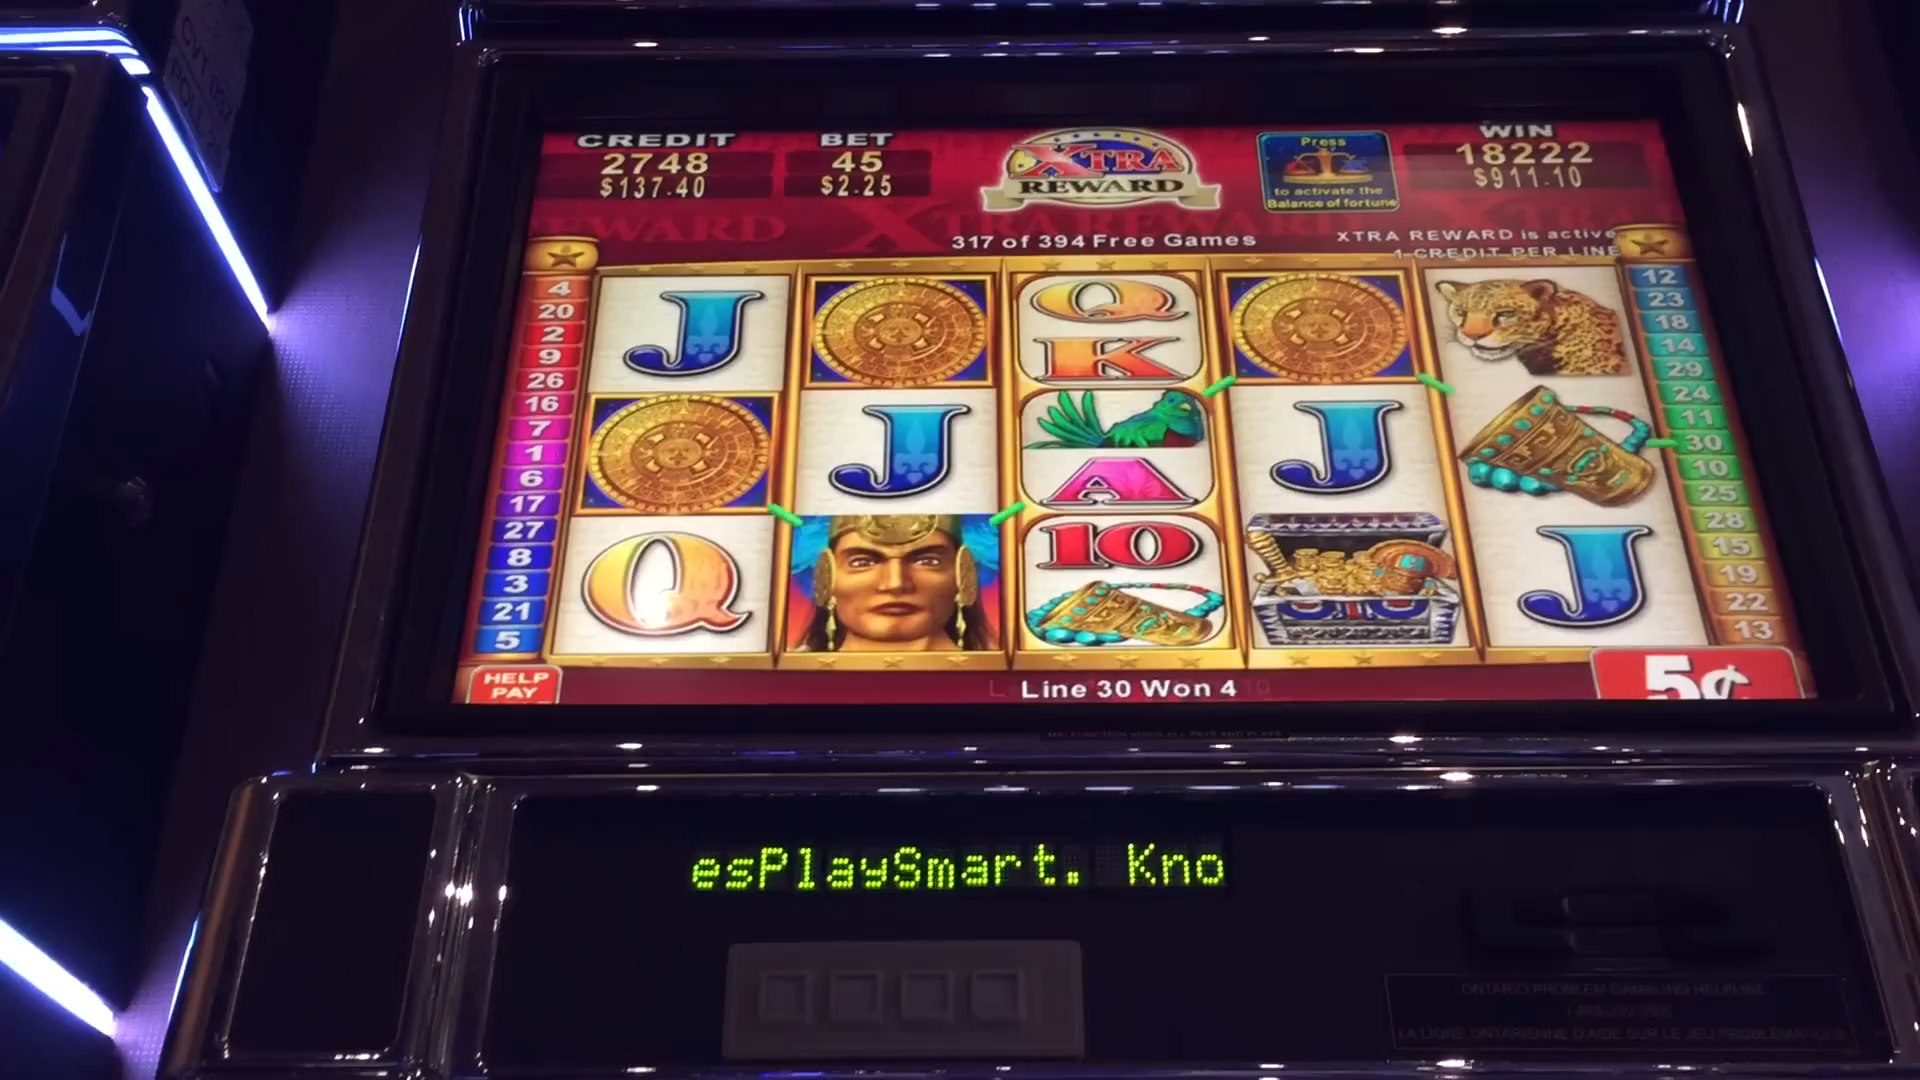 CREDIT
2748
$137.40
BET
45
$2.25
XTRA
REWARD
Press
to activate the
Balance of fortune
WIN
18222
$911.10
317 of 394 Free Games
XTRA REWARD is active
1 CREDIT PER LINE
4
20
2
9
26
16
7
1
6
17
27
8
3
21
5
J
Q
J
Q
K
A
10
J
J
12
23
18
14
29
24
11
30
10
25
28
15
19
22
13
HELP
PAY
Line 30 Won 4
5¢
esPlaySmart. Kno
ONTARIO PROBLEM GAMBLING HELPLINE
LA LIGNE ONTARIENNE D'AIDE SUR LE JEU PROBLÉMATIQUE